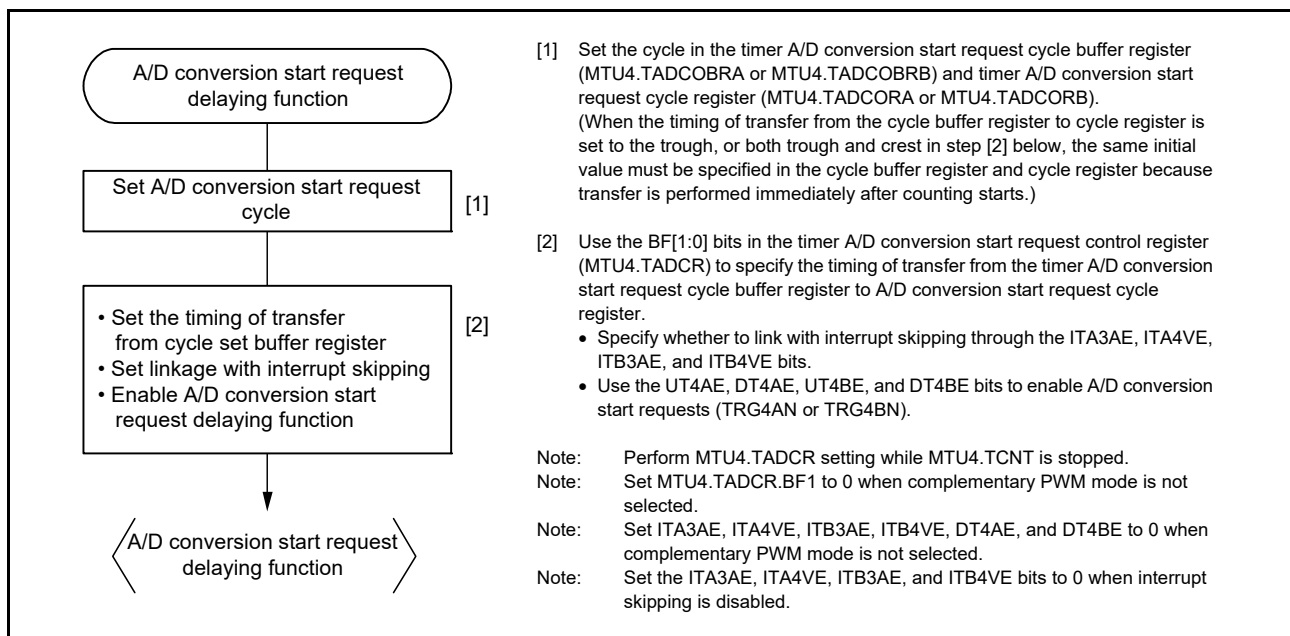 A/D conversion start request
delaying function
Set A/D conversion start request
cycle
[1]
• Set the timing of transfer
from cycle set buffer register
• Set linkage with interrupt skipping
• Enable A/D conversion start
request delaying function
[2]
A/D conversion start request
delaying function
[1] Set the cycle in the timer A/D conversion start request cycle buffer register
(MTU4.TADCOBRA or MTU4.TADCOBRB) and timer A/D conversion start
request cycle register (MTU4.TADCORA or MTU4.TADCORB).
(When the timing of transfer from the cycle buffer register to cycle register is
set to the trough, or both trough and crest in step [2] below, the same initial
value must be specified in the cycle buffer register and cycle register because
transfer is performed immediately after counting starts.)
[2] Use the BF[1:0] bits in the timer A/D conversion start request control register
(MTU4.TADCR) to specify the timing of transfer from the timer A/D conversion
start request cycle buffer register to A/D conversion start request cycle
register.
• Specify whether to link with interrupt skipping through the ITA3AE, ITA4VE,
ITB3AE, and ITB4VE bits.
• Use the UT4AE, DT4AE, UT4BE, and DT4BE bits to enable A/D conversion
start requests (TRG4AN or TRG4BN).
Note: Perform MTU4.TADCR setting while MTU4.TCNT is stopped.
Note: Set MTU4.TADCR.BF1 to 0 when complementary PWM mode is not
selected.
Note: Set ITA3AE, ITA4VE, ITB3AE, ITB4VE, DT4AE, and DT4BE to 0 when
complementary PWM mode is not selected.
Note: Set the ITA3AE, ITA4VE, ITB3AE, and ITB4VE bits to 0 when interrupt
skipping is disabled.